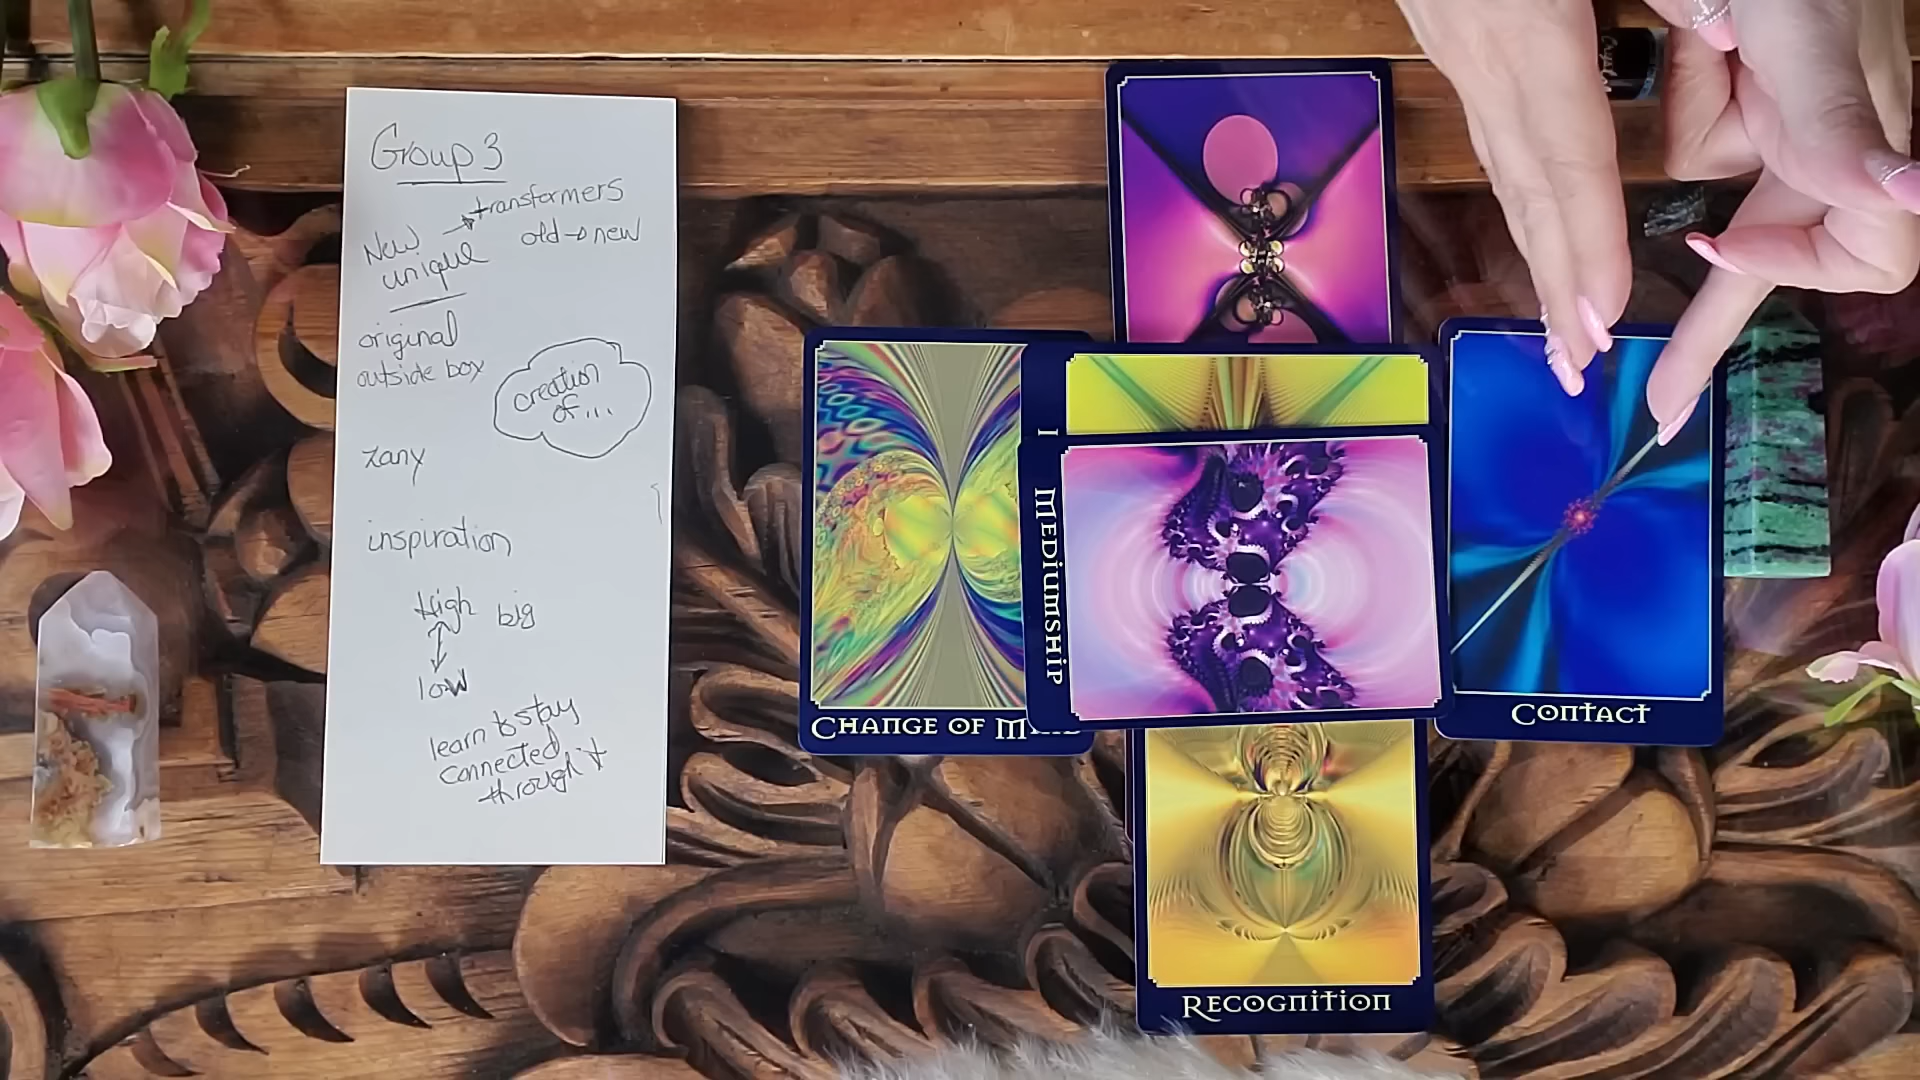 Group 3
transformers
old → new
New
unique
original
outside box
creation
of...
zany
inspiration
High big
low
learn to stay
connected
through it
CHANGE OF
I
MEDIUMSHIP
CONTACT
RECOGNITION